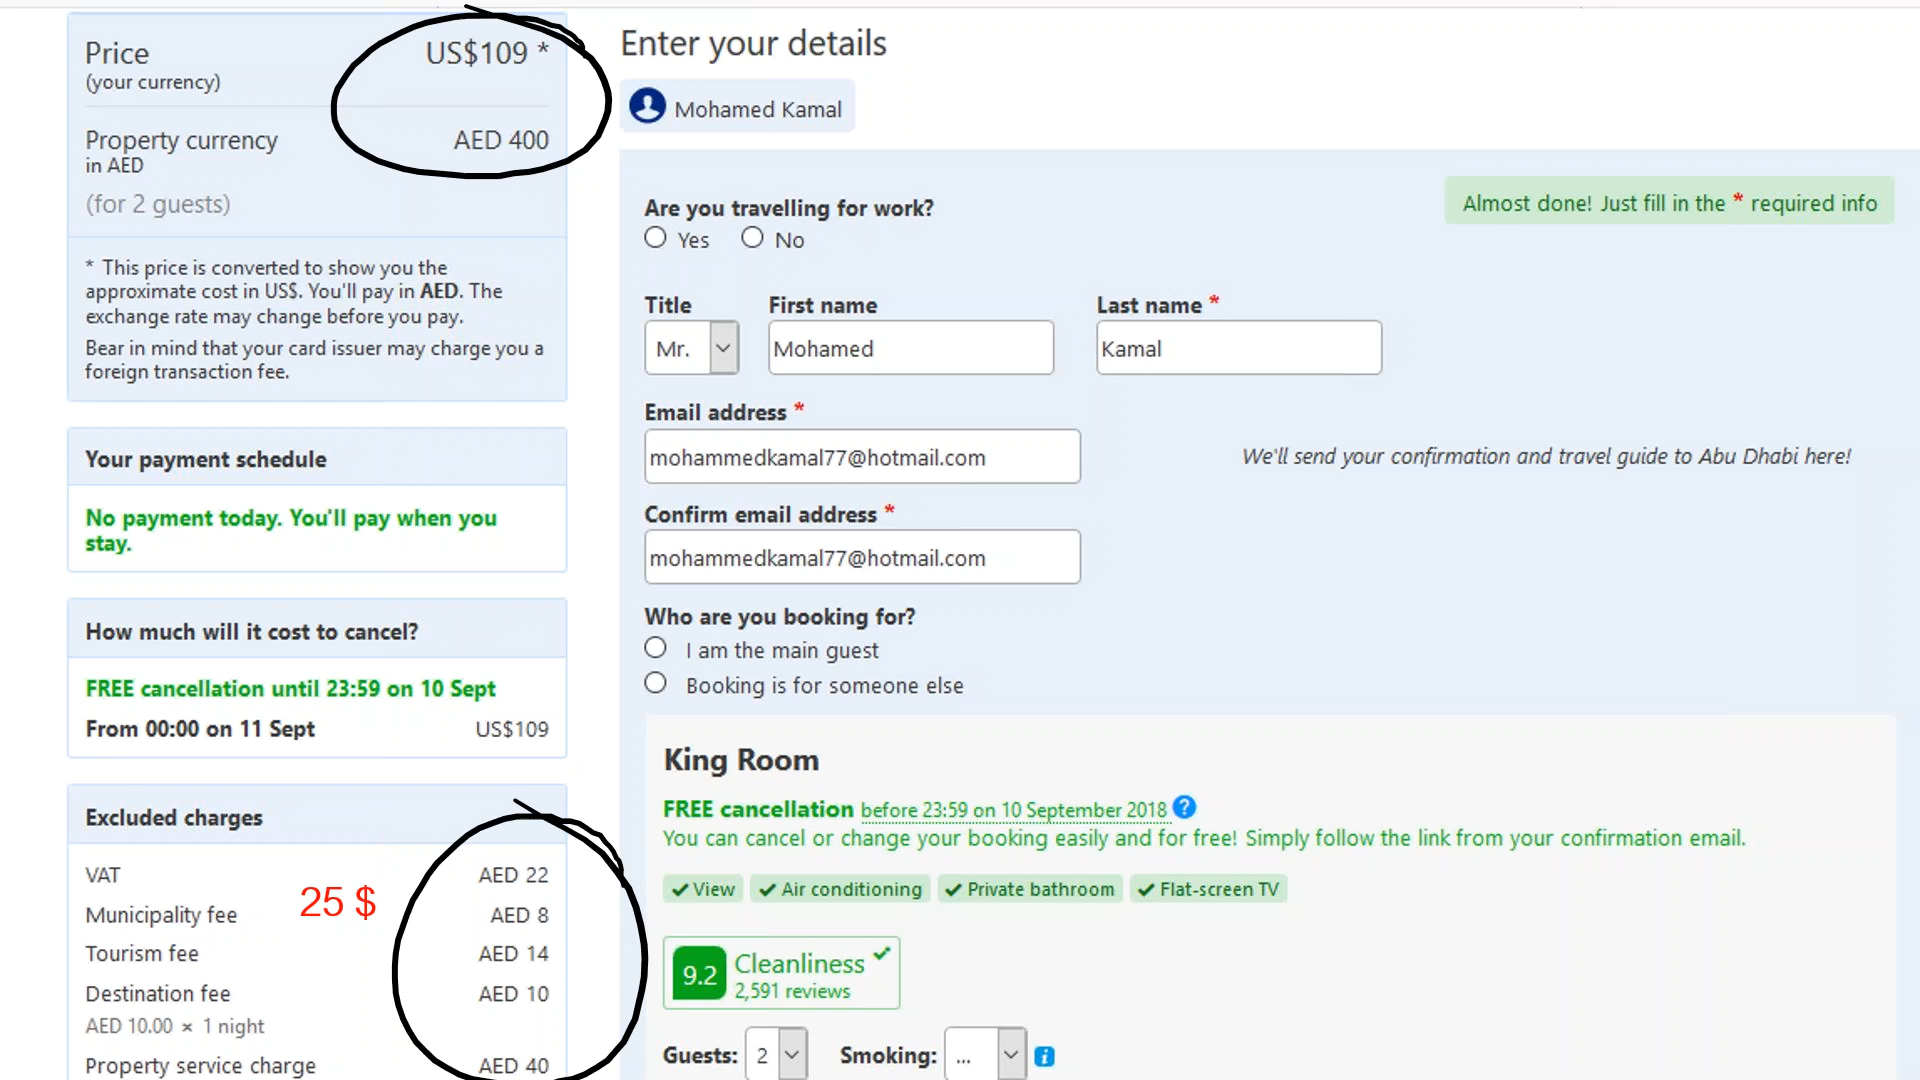 Price
US$109 *
(your currency)
Property currency
AED 400
in AED
(for 2 guests)
* This price is converted to show you the
approximate cost in US$. You'll pay in AED. The
exchange rate may change before you pay.
Bear in mind that your card issuer may charge you a
foreign transaction fee.
Your payment schedule
No payment today. You'll pay when you
stay.
How much will it cost to cancel?
FREE cancellation until 23:59 on 10 Sept
From 00:00 on 11 Sept US$109
Excluded charges
VAT AED 22
25 $
Municipality fee AED 8
Tourism fee AED 14
Destination fee AED 10
AED 10.00 × 1 night
Property service charge AED 40
Enter your details
Mohamed Kamal
Almost done! Just fill in the * required info
Are you travelling for work?
Yes No
Title First name Last name *
Mr. Mohamed Kamal
Email address *
mohammedkamal77@hotmail.com
We'll send your confirmation and travel guide to Abu Dhabi here!
Confirm email address *
mohammedkamal77@hotmail.com
Who are you booking for?
I am the main guest
Booking is for someone else
King Room
FREE cancellation before 23:59 on 10 September 2018 ?
You can cancel or change your booking easily and for free! Simply follow the link from your confirmation email.
View Air conditioning Private bathroom Flat-screen TV
9.2 Cleanliness
2,591 reviews
Guests: 2 Smoking: ... i